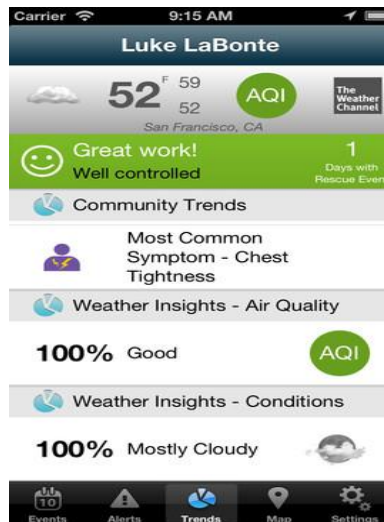 Carrier 9:15 AM
Luke LaBonte
52 F 59
52
AQI
The
Weather
Channel
San Francisco, CA
Great work!
Well controlled
1
Days with
Rescue Even
Community Trends
Most Common
Symptom - Chest
Tightness
Weather Insights - Air Quality
100% Good
AQI
Weather Insights - Conditions
100% Mostly Cloudy
10
Events Alerts Trends Map Settings